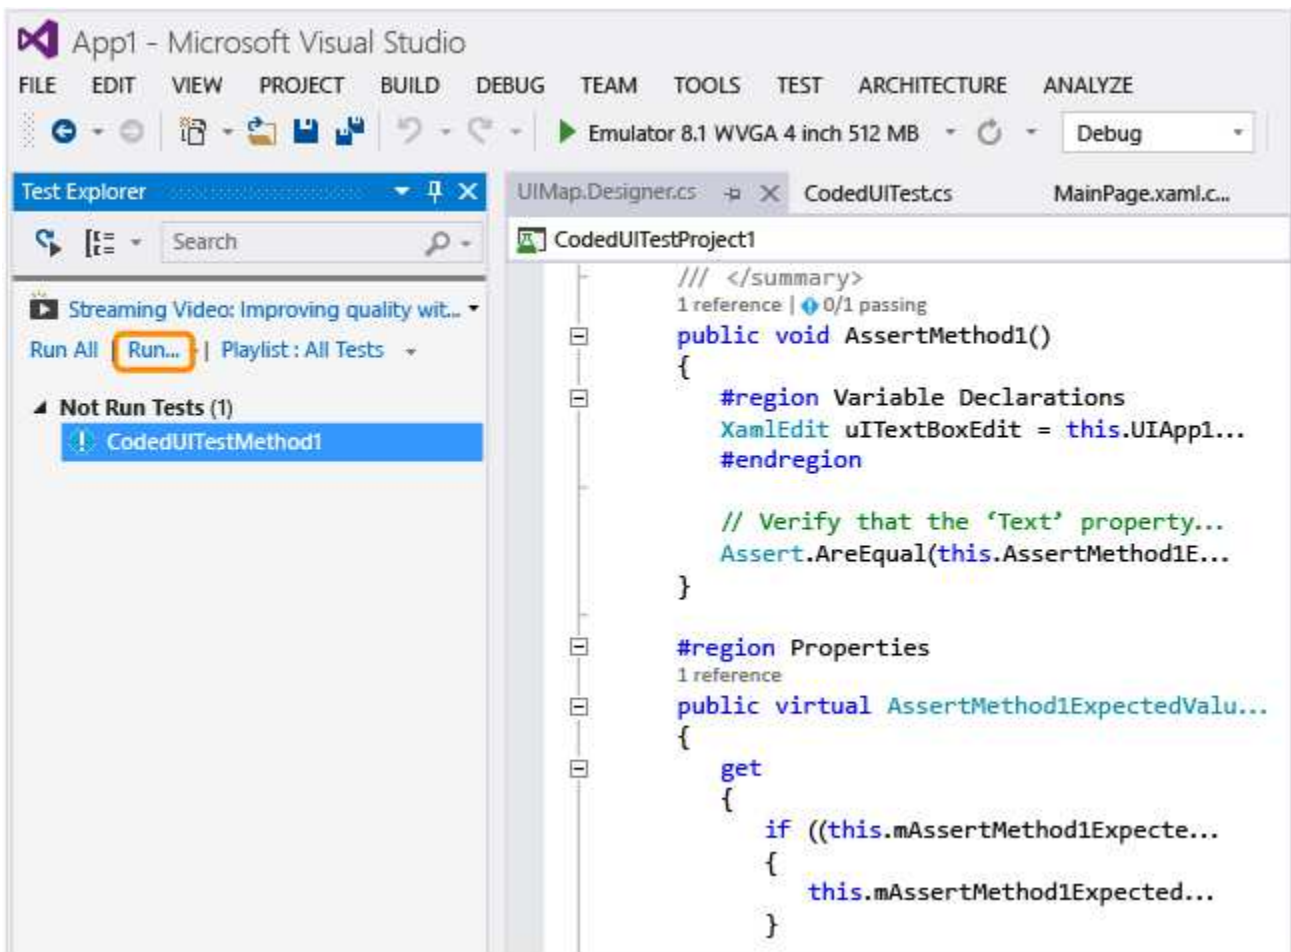 App1 - Microsoft Visual Studio
FILE EDIT VIEW PROJECT BUILD DEBUG TEAM TOOLS TEST ARCHITECTURE ANALYZE
Emulator 8.1 WVGA 4 inch 512 MB Debug
Test Explorer
Search
Streaming Video: Improving quality wit...
Run All | Run... | Playlist : All Tests
Not Run Tests (1)
CodedUITestMethod1
UIMap.Designer.cs CodedUITest.cs MainPage.xaml.c...
CodedUITestProject1
/// </summary>
1 reference | 0/1 passing
public void AssertMethod1()
{
#region Variable Declarations
XamlEdit uITextBoxEdit = this.UIApp1...
#endregion
// Verify that the ‘Text’ property...
Assert.AreEqual(this.AssertMethod1E...
}
#region Properties
1 reference
public virtual AssertMethod1ExpectedValu...
{
get
{
if ((this.mAssertMethod1Expecte...
{
this.mAssertMethod1Expected...
}